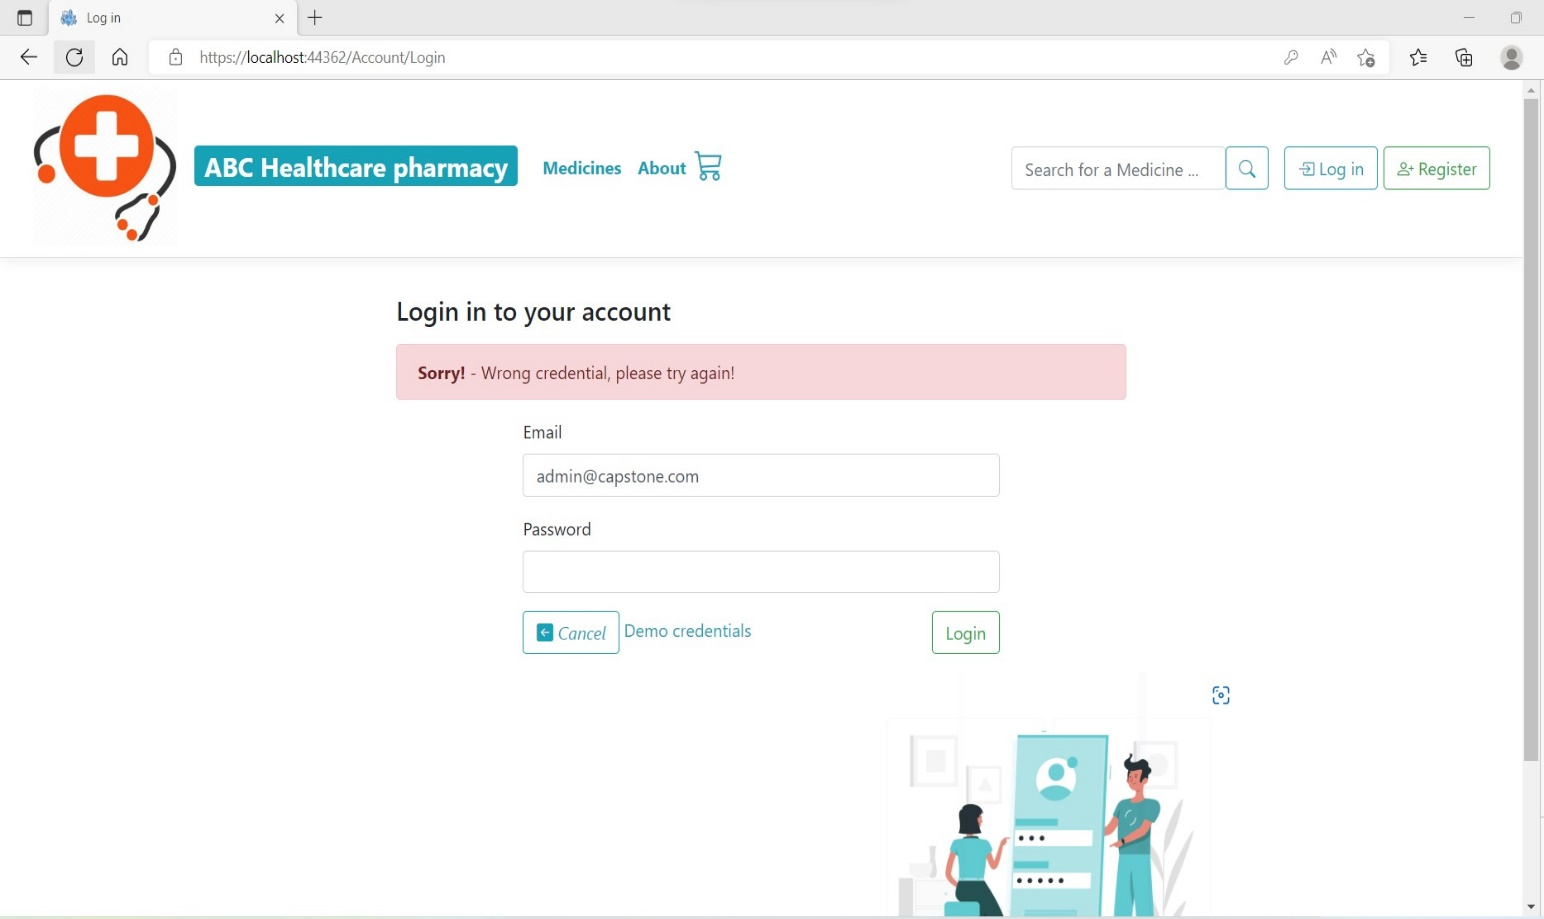 Log in
https://localhost:44362/Account/Login
ABC Healthcare pharmacy
Medicines
About
Search for a Medicine ...
Log in
Register
Login in to your account
Sorry! - Wrong credential, please try again!
Email
admin@capstone.com
Password
Cancel
Demo credentials
Login